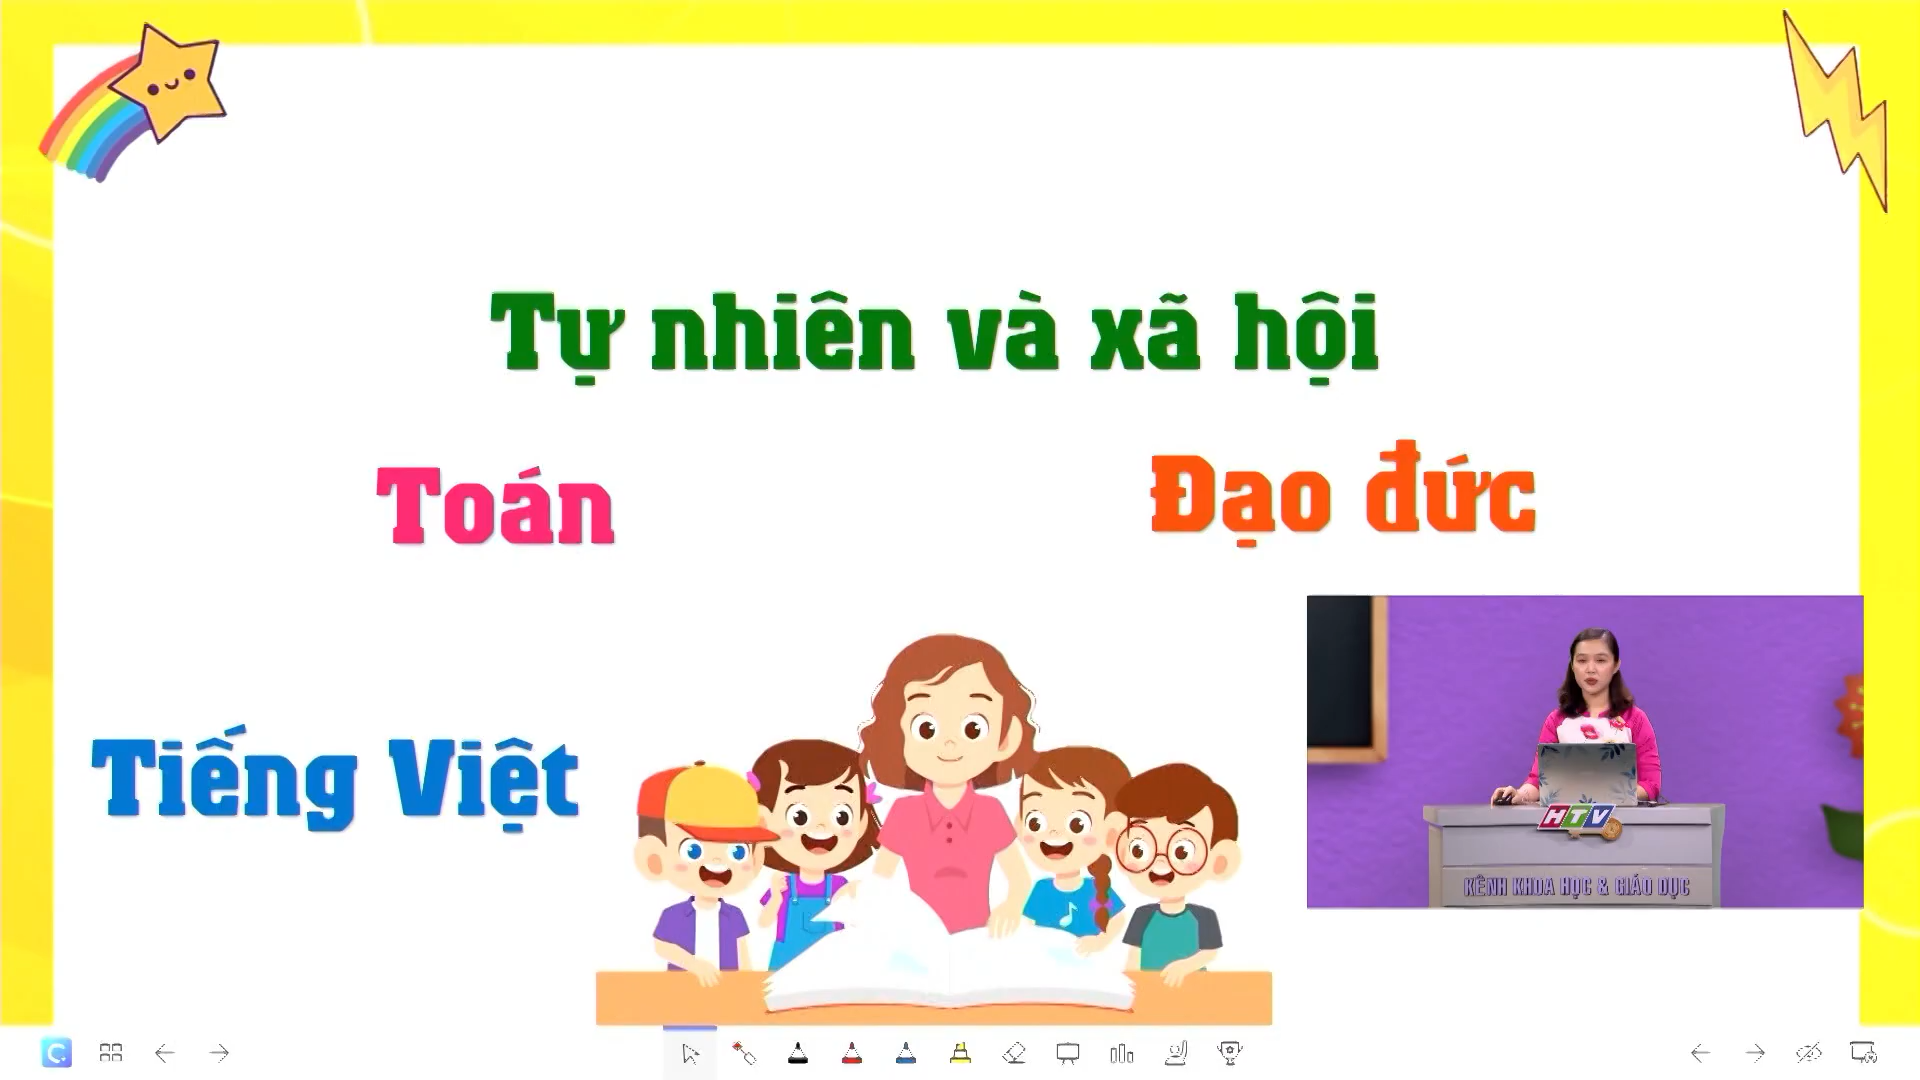 Tự nhiên và xã hội
Toán
Đạo đức
Tiếng Việt
HTV
KÊNH KHOA HỌC & GIÁO DỤC